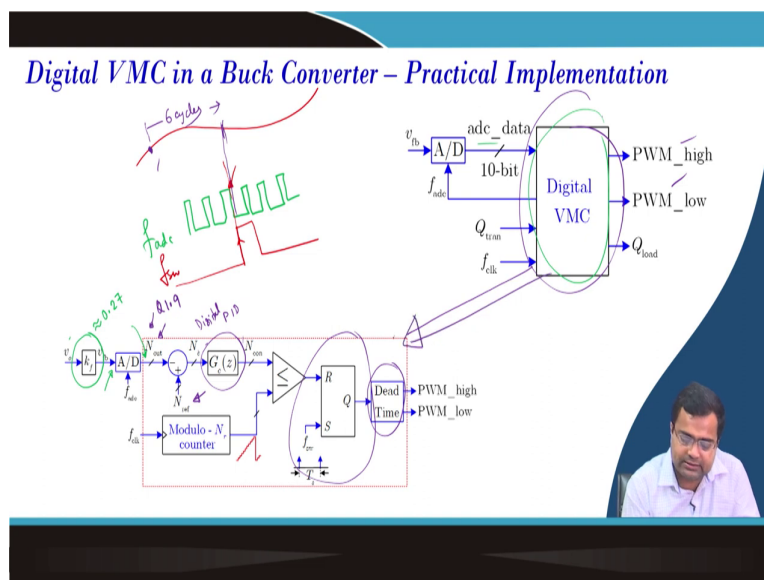 Digital VMC in a Buck Converter – Practical Implementation
6 cycles
f_adc
f_sw
v_fb
A/D
adc_data
10-bit
f_adc
Q_tran
f_clk
Digital
VMC
PWM_high
PWM_low
Q_load
≈ 0.27
Q1.9
Digital PID
k_f
A/D
N_out
N_e
G_c(z)
N_con
f_adc
N_ref
≤
R
Q
S
f_sw
T_s
Dead
Time
PWM_high
PWM_low
f_clk
Modulo - N_r
counter